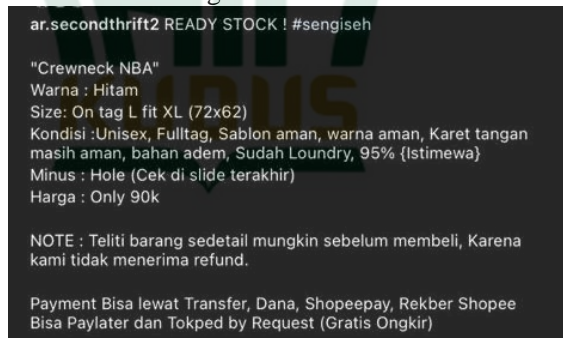 ar.secondthrift2 READY STOCK ! #sengiseh
"Crewneck NBA"
Warna : Hitam
Size: On tag L fit XL (72x62)
Kondisi :Unisex, Fulltag, Sablon aman, warna aman, Karet tangan
masih aman, bahan adem, Sudah Loundry, 95% {Istimewa}
Minus : Hole (Cek di slide terakhir)
Harga : Only 90k
NOTE : Teliti barang sedetail mungkin sebelum membeli, Karena
kami tidak menerima refund.
Payment Bisa lewat Transfer, Dana, Shopeepay, Rekber Shopee
Bisa Paylater dan Tokped by Request (Gratis Ongkir)